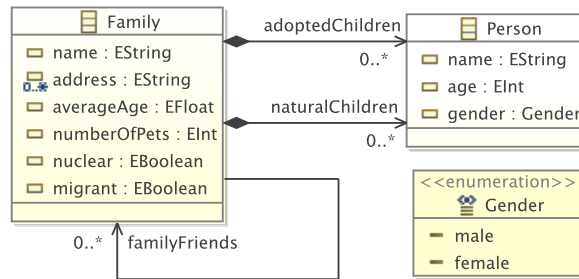 Family
name : EString
address : EString
0..*
averageAge : EFloat
numberOfPets : EInt
nuclear : EBoolean
migrant : EBoolean
adoptedChildren
0..*
naturalChildren
0..*
0..* familyFriends
Person
name : EString
age : EInt
gender : Gender
<<enumeration>>
Gender
male
female